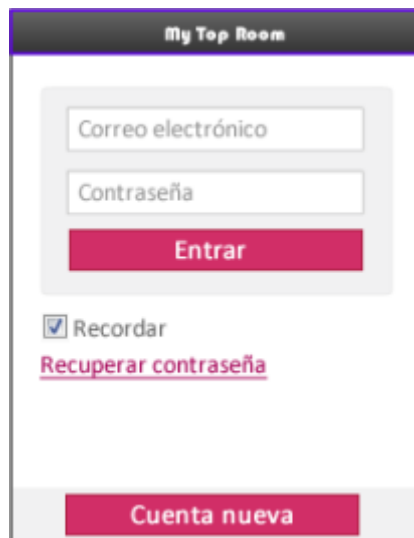 My Top Room
Correo electrónico
Contraseña
Entrar
Recordar
Recuperar contraseña
Cuenta nueva